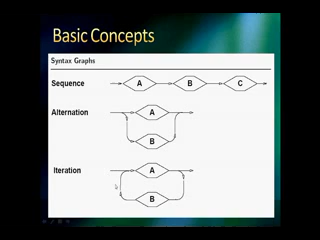 Basic Concepts
Syntax Graphs
Sequence A B C
Alternation A
B
Iteration A
B